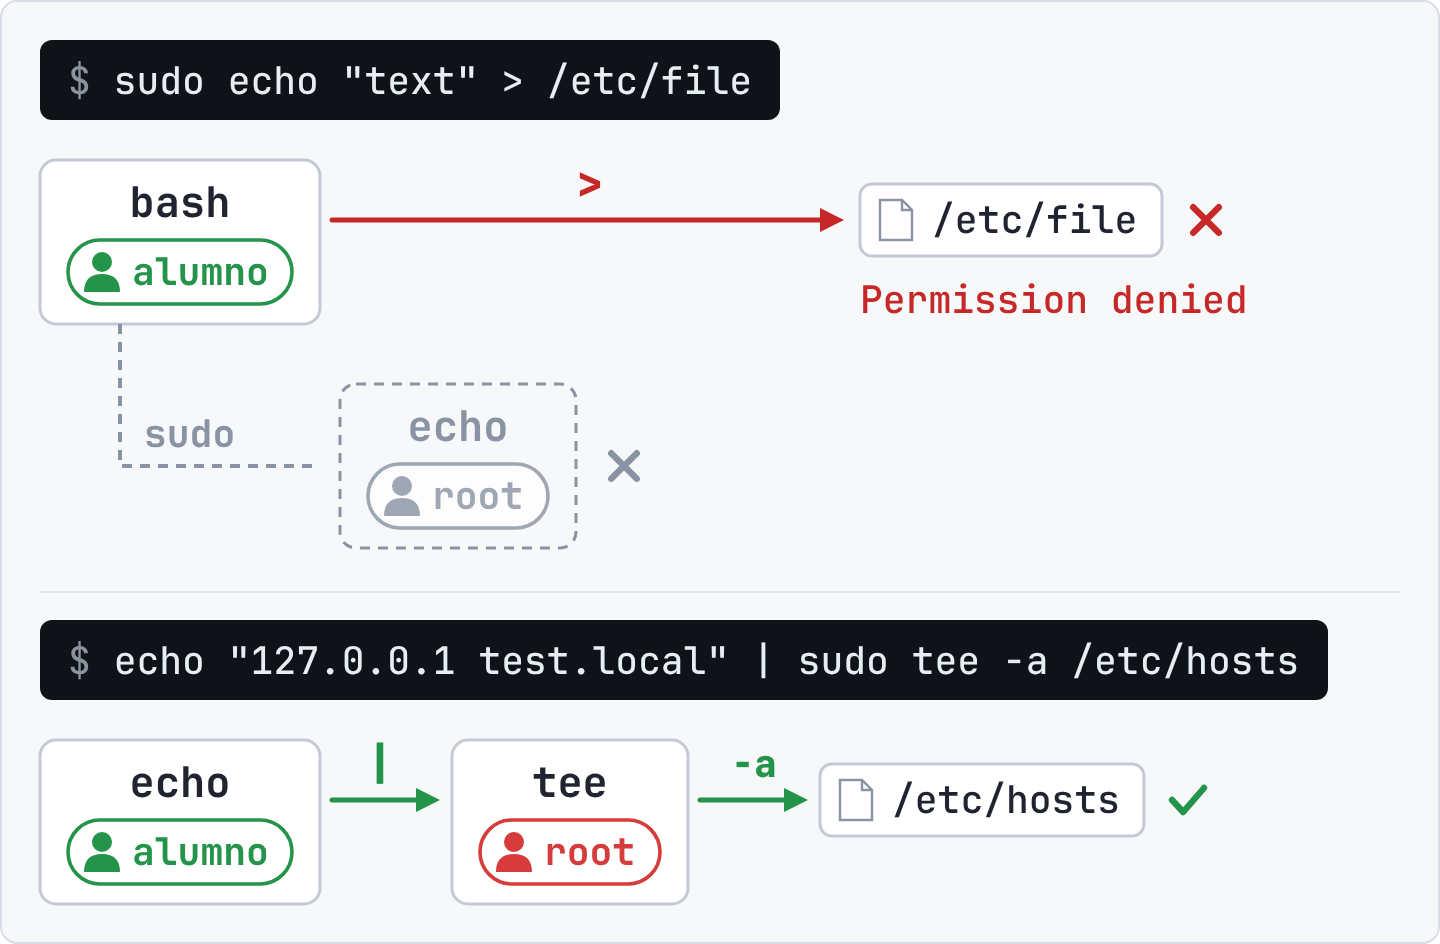 $ sudo echo "text" > /etc/file
bash
>
/etc/file
alumno
Permission denied
sudo
echo
root
$ echo "127.0.0.1 test.local" | sudo tee -a /etc/hosts
echo
|
tee
-a
/etc/hosts
alumno
root